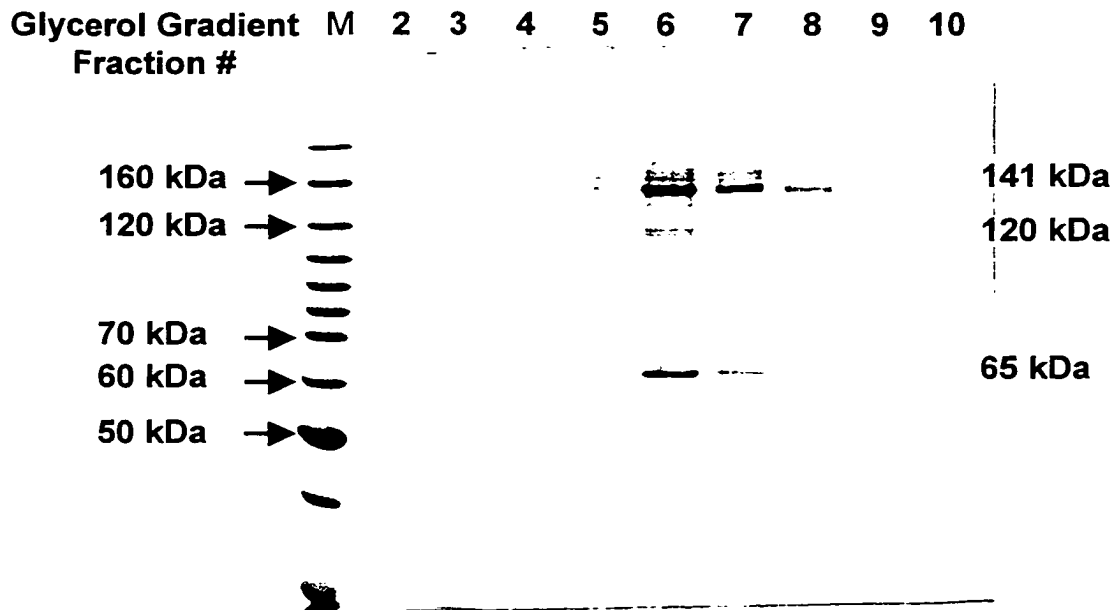 Glycerol Gradient M 2 3 4 5 6 7 8 9 10
Fraction #
160 kDa 141 kDa
120 kDa 120 kDa
70 kDa
60 kDa 65 kDa
50 kDa